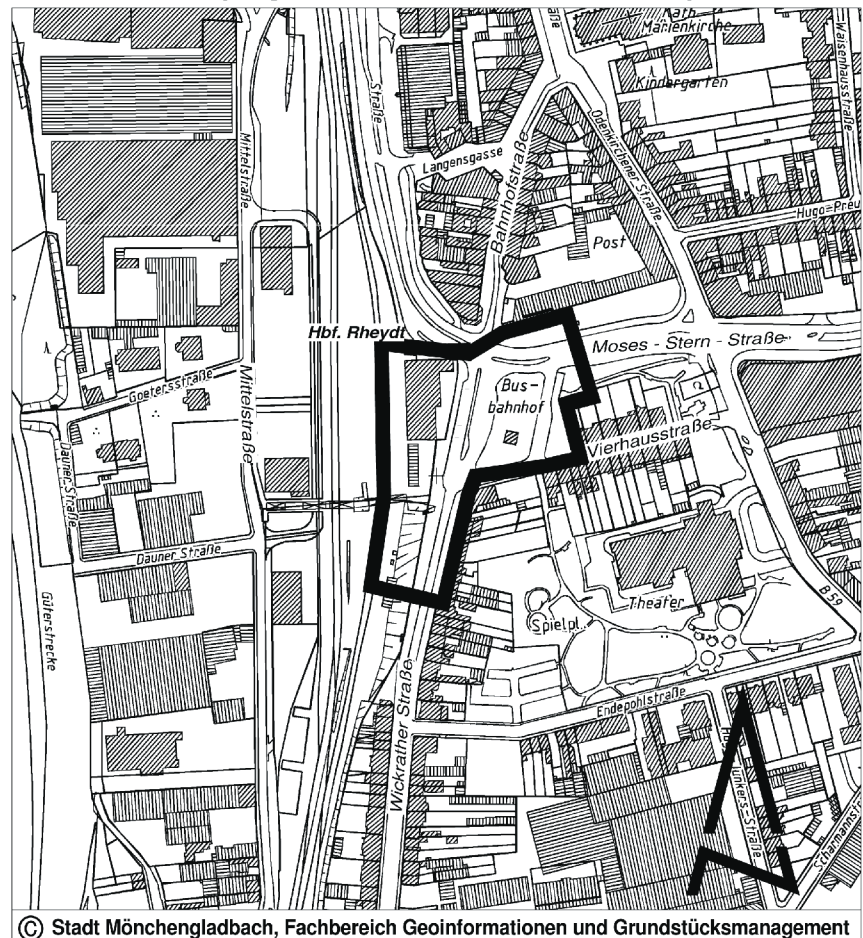 Straße
Kath.
Marienkirche
Kindergarten
Waisenhausstraße
Mittelstraße
Straße
Langensgasse
Bahnhofstraße
Odenkirchener Straße
Post
Hugo=Preu
Hbf. Rheydt
Moses - Stern - Straße
Goetersstraße
Mittelstraße
Bus-
bahnhof
Vierhausstraße
Dauner-Straße
Dauner Straße
Güterstrecke
Theater
Spielpl.
B 59
Endepohlstraße
Wickrather Straße
Junkers-Straße
© Stadt Mönchengladbach, Fachbereich Geoinformationen und Grundstücksmanagement